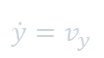 ẏ = v_y